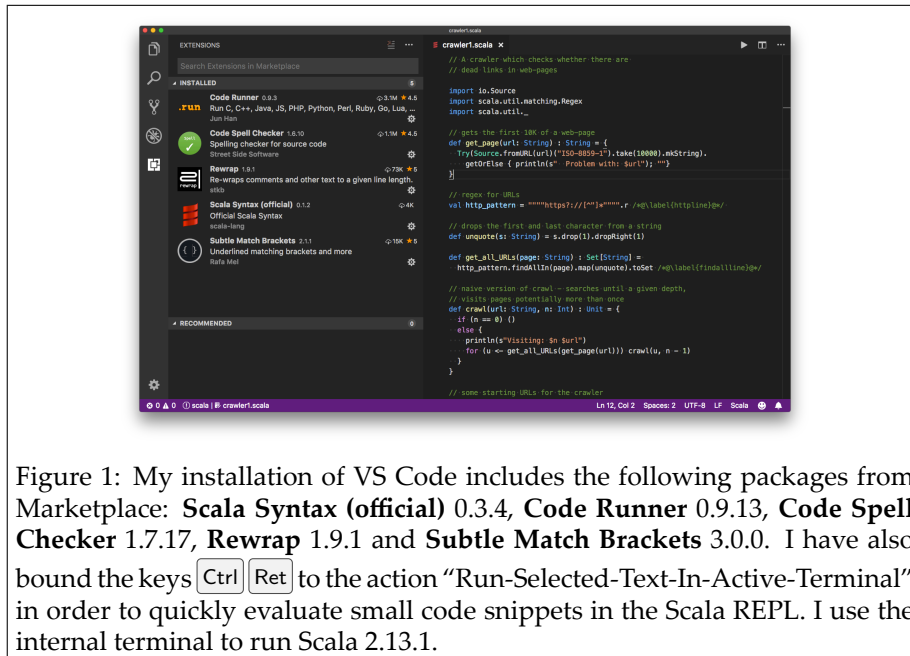 crawler1.scala
EXTENSIONS
Search Extensions in Marketplace
INSTALLED 5
Code Runner 0.9.3 3.1M ★4.5
Run C, C++, Java, JS, PHP, Python, Perl, Ruby, Go, Lua, ...
Jun Han
.run
Code Spell Checker 1.6.10 1.1M ★4.5
Spelling checker for source code
Street Side Software
Rewrap 1.9.1 73K ★5
Re-wraps comments and other text to a given line length.
stkb
rewrap
Scala Syntax (official) 0.1.2 4K
Official Scala Syntax
scala-lang
Subtle Match Brackets 2.1.1 16K ★5
Underlined matching brackets and more
Rafa Mel
RECOMMENDED 0
crawler1.scala ×
// A crawler which checks whether there are
// dead links in web-pages
import io.Source
import scala.util.matching.Regex
import scala.util._
// gets the first 10K of a web-page
def get_page(url: String) : String = {
Try(Source.fromURL(url)("ISO-8859-1").take(10000).mkString).
getOrElse { println(s" Problem with: $url"); ""}
}
// regex for URLs
val http_pattern = """"https?://[^"]*"""".r /*@\label{httpline}@*/
// drops the first and last character from a string
def unquote(s: String) = s.drop(1).dropRight(1)
def get_all_URLs(page: String) : Set[String] =
http_pattern.findAllIn(page).map(unquote).toSet /*@\label{findallline}@*/
// naive version of crawl - searches until a given depth,
// visits pages potentially more than once
def crawl(url: String, n: Int) : Unit = {
if (n == 0) ()
else {
println(s"Visiting: $n $url")
for (u <- get_all_URLs(get_page(url))) crawl(u, n - 1)
}
}
// some starting URLs for the crawler
0 0 scala | crawler1.scala Ln 12, Col 2 Spaces: 2 UTF-8 LF Scala
Figure 1: My installation of VS Code includes the following packages from
Marketplace: Scala Syntax (official) 0.3.4, Code Runner 0.9.13, Code Spell
Checker 1.7.17, Rewrap 1.9.1 and Subtle Match Brackets 3.0.0. I have also
bound the keys Ctrl Ret to the action “Run-Selected-Text-In-Active-Terminal”
in order to quickly evaluate small code snippets in the Scala REPL. I use the
internal terminal to run Scala 2.13.1.